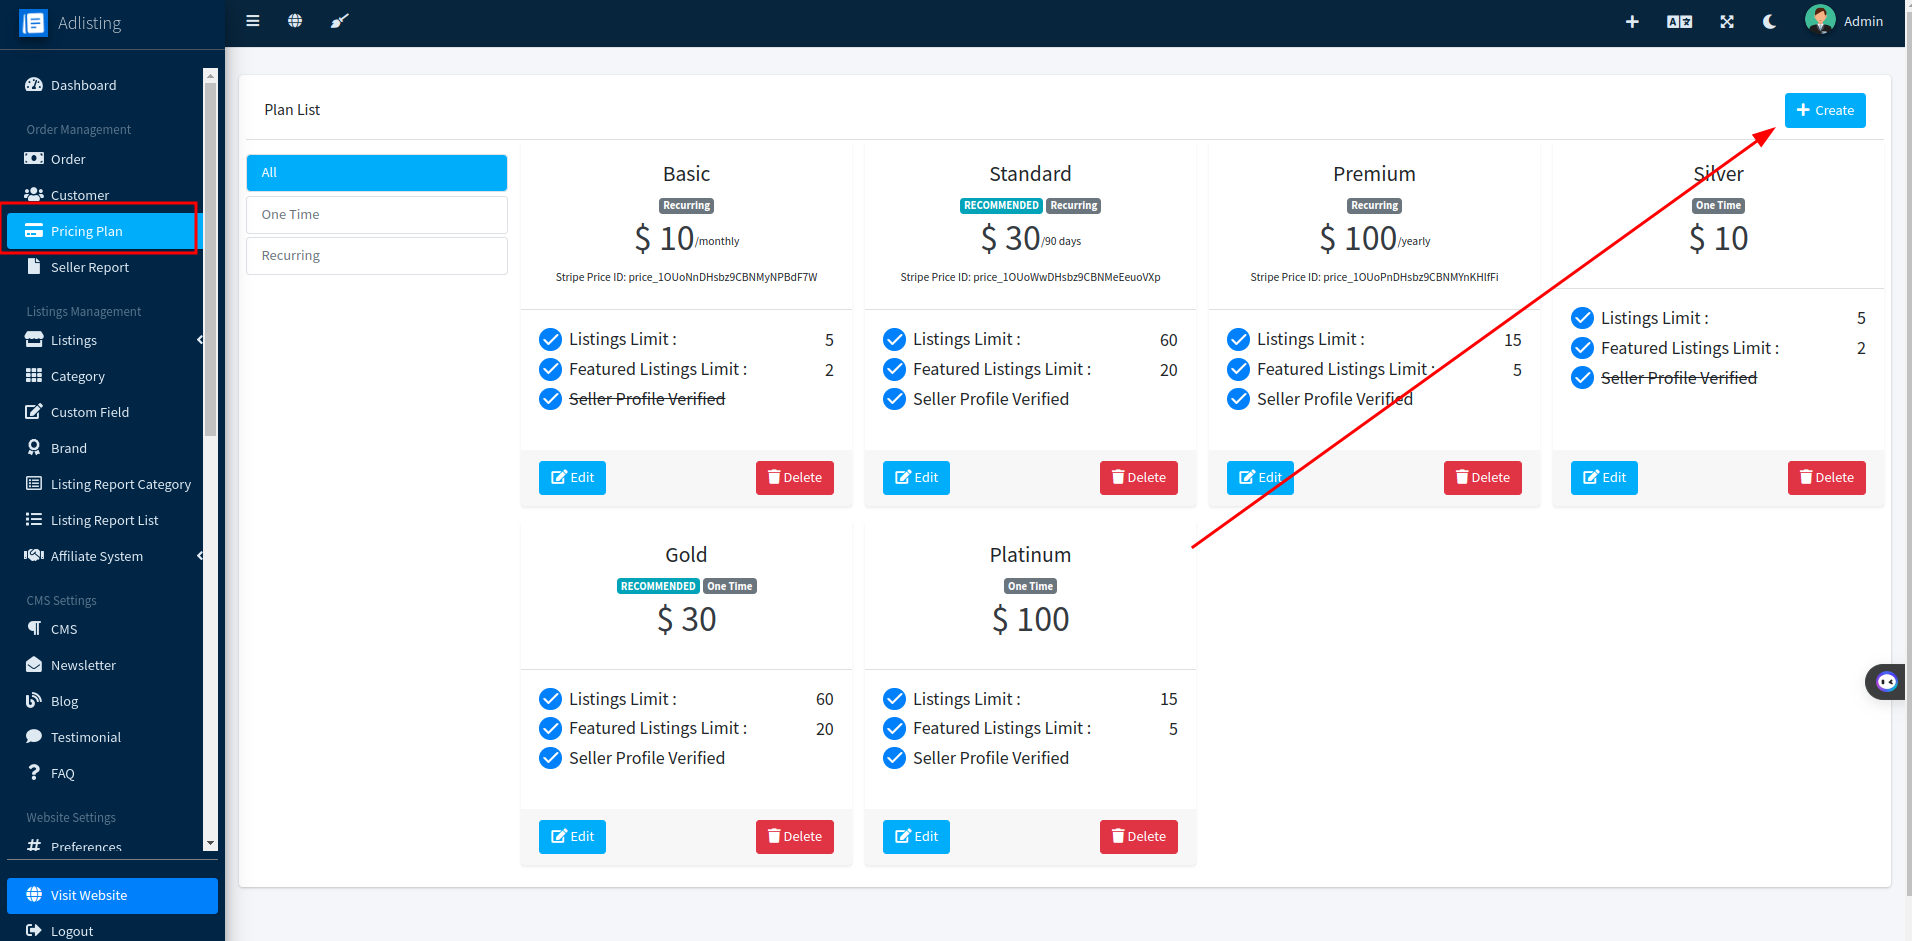 Adlisting
Admin
Dashboard
Order Management
Order
Customer
Pricing Plan
Seller Report
Listings Management
Listings
Category
Custom Field
Brand
Listing Report Category
Listing Report List
Affiliate System
CMS Settings
CMS
Newsletter
Blog
Testimonial
FAQ
Website Settings
Preferences
Visit Website
Logout
Plan List
Create
All
One Time
Recurring
Basic
Recurring
$ 10/monthly
Stripe Price ID: price_1OUoNnDHsbz9CBNMyNPBdF7W
Listings Limit : 5
Featured Listings Limit : 2
Seller Profile Verified
Edit Delete
Standard
RECOMMENDED Recurring
$ 30/90 days
Stripe Price ID: price_1OUoWwDHsbz9CBNMeEeuoVXp
Listings Limit : 60
Featured Listings Limit : 20
Seller Profile Verified
Edit Delete
Premium
Recurring
$ 100/yearly
Stripe Price ID: price_1OUoPnDHsbz9CBNMYnKHlfFi
Listings Limit : 15
Featured Listings Limit : 5
Seller Profile Verified
Edit Delete
Silver
One Time
$ 10
Listings Limit : 5
Featured Listings Limit : 2
Seller Profile Verified
Edit Delete
Gold
RECOMMENDED One Time
$ 30
Listings Limit : 60
Featured Listings Limit : 20
Seller Profile Verified
Edit Delete
Platinum
One Time
$ 100
Listings Limit : 15
Featured Listings Limit : 5
Seller Profile Verified
Edit Delete